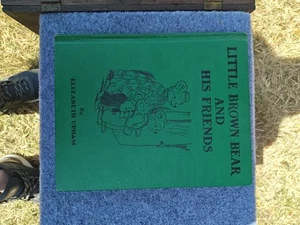 LITTLE BROWN BEAR
AND
HIS FRIENDS
By
ELIZABETH UPHAM